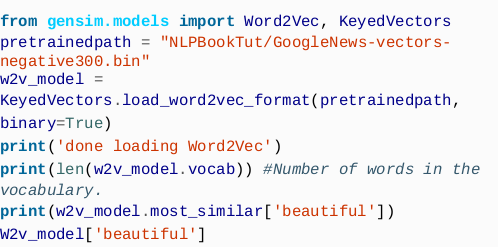 from gensim.models import Word2Vec, KeyedVectors
pretrainedpath = "NLPBookTut/GoogleNews-vectors-
negative300.bin"
w2v_model =
KeyedVectors.load_word2vec_format(pretrainedpath,
binary=True)
print('done loading Word2Vec')
print(len(w2v_model.vocab)) #Number of words in the
vocabulary.
print(w2v_model.most_similar['beautiful'])
W2v_model['beautiful']